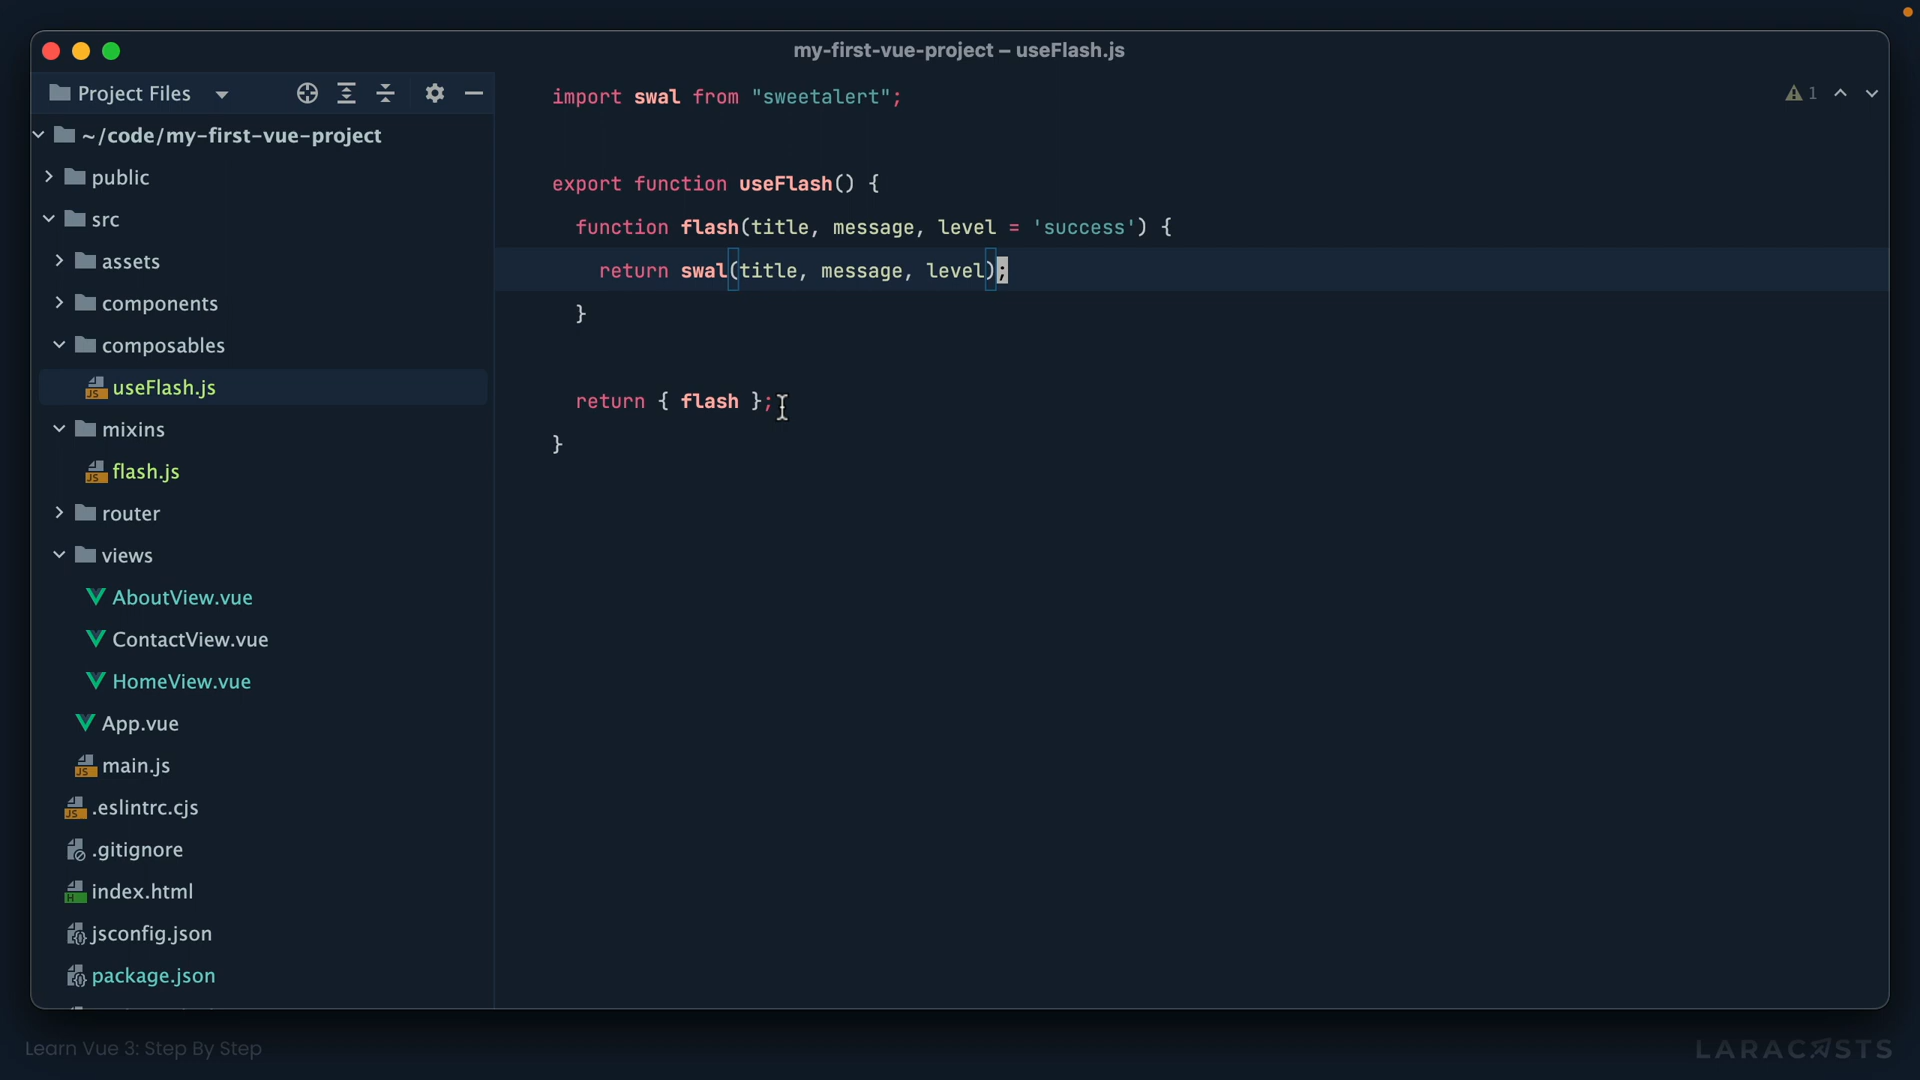 my-first-vue-project – useFlash.js
Project Files
~/code/my-first-vue-project
public
src
assets
components
composables
useFlash.js
mixins
flash.js
router
views
AboutView.vue
ContactView.vue
HomeView.vue
App.vue
main.js
.eslintrc.cjs
.gitignore
index.html
jsconfig.json
package.json
import swal from "sweetalert";
export function useFlash() {
function flash(title, message, level = 'success') {
return swal(title, message, level);
}
return { flash };
}
1
Learn Vue 3: Step By Step
LARACASTS